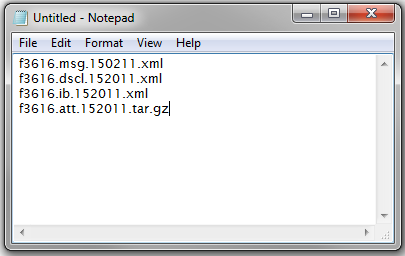 Untitled - Notepad
File Edit Format View Help
f3616.msg.150211.xml
f3616.dscl.152011.xml
f3616.ib.152011.xml
f3616.att.152011.tar.gz